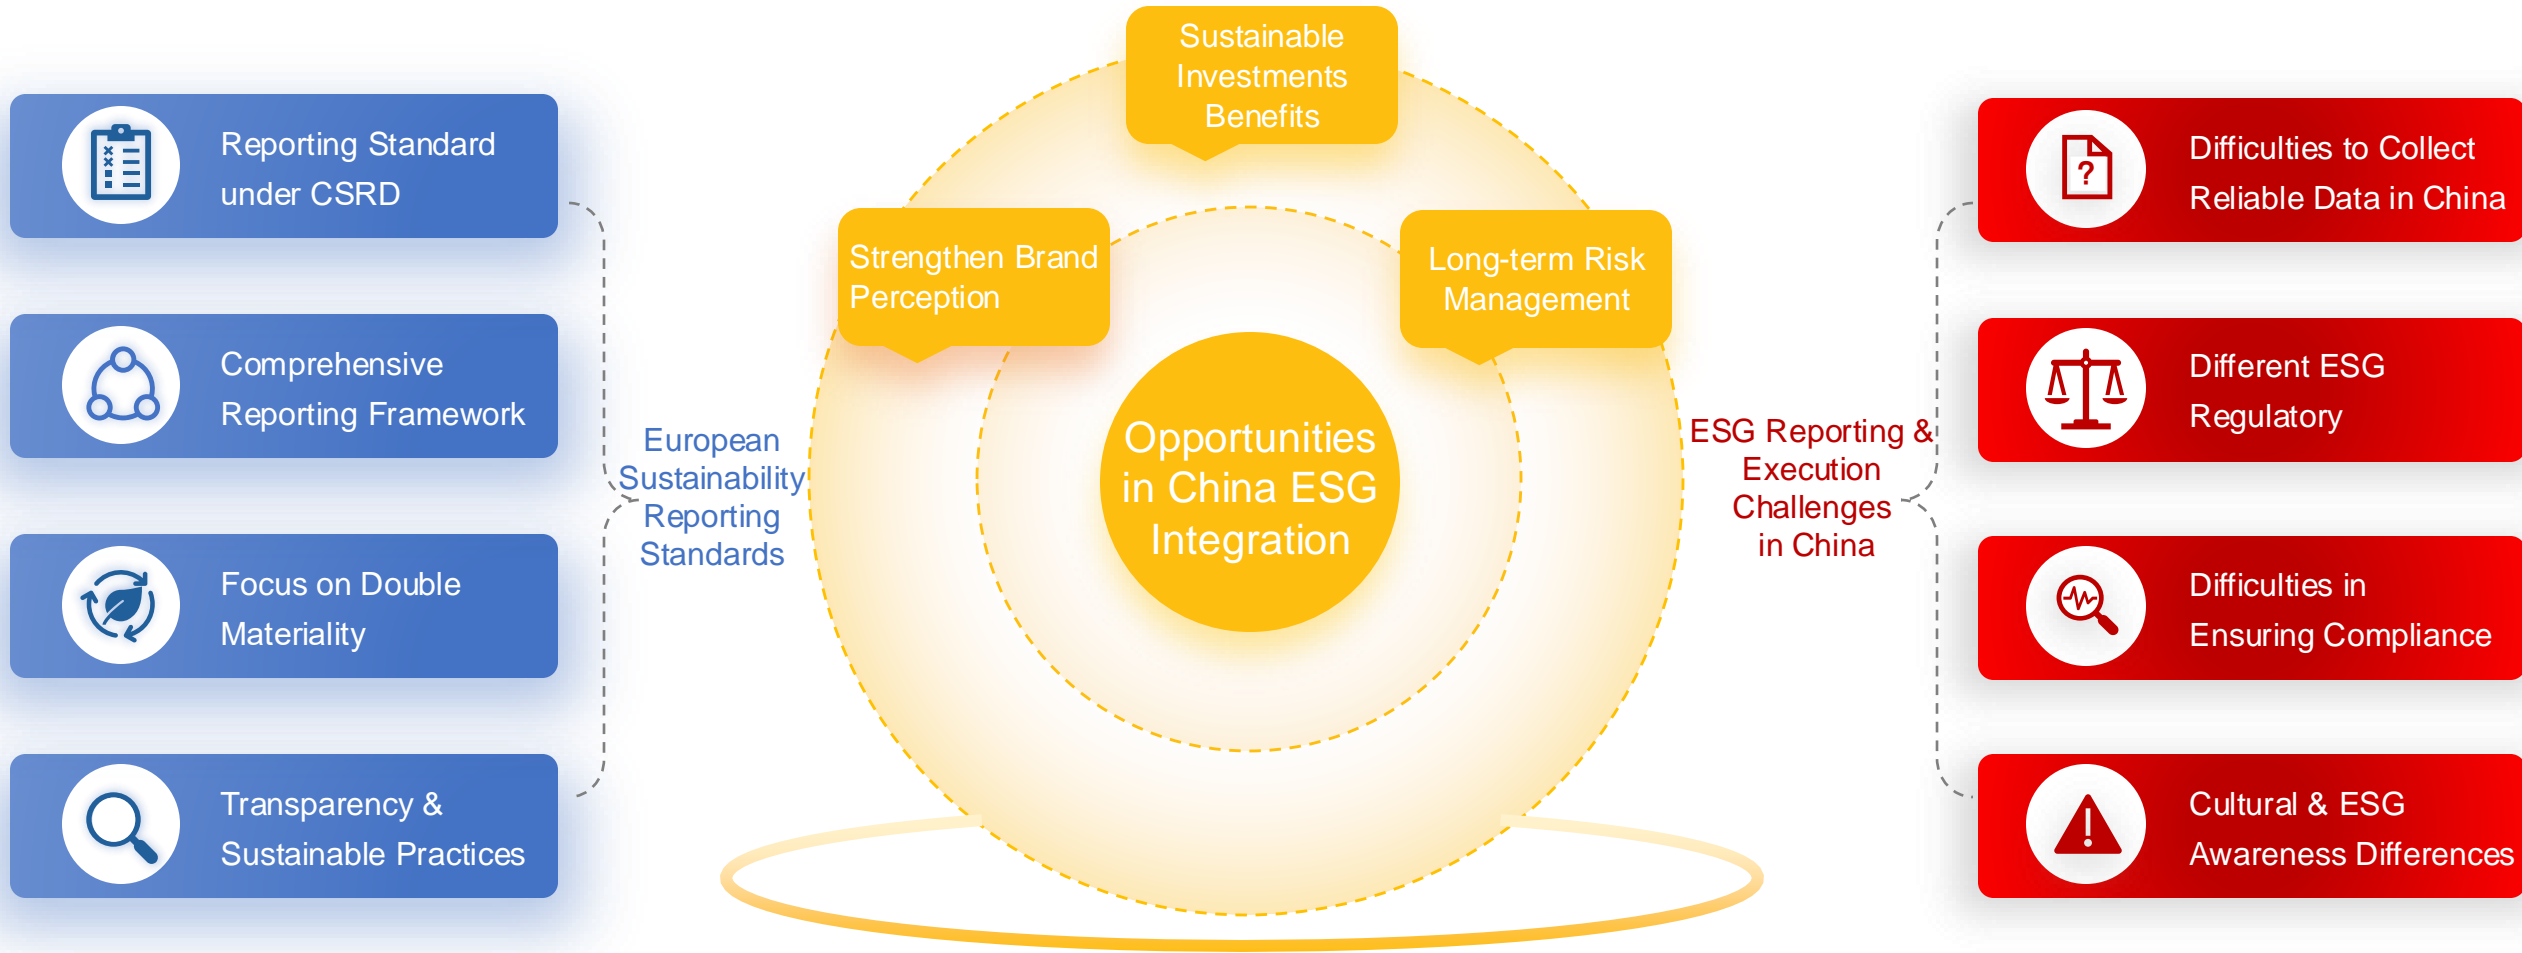 Reporting Standard
under CSRD
Comprehensive
Reporting Framework
Focus on Double
Materiality
Transparency &
Sustainable Practices
European
Sustainability
Reporting
Standards
Sustainable
Investments
Benefits
Strengthen Brand
Perception
Long-term Risk
Management
Opportunities
in China ESG
Integration
ESG Reporting &
Execution
Challenges
in China
?
Difficulties to Collect
Reliable Data in China
Different ESG
Regulatory
Difficulties in
Ensuring Compliance
Cultural & ESG
Awareness Differences